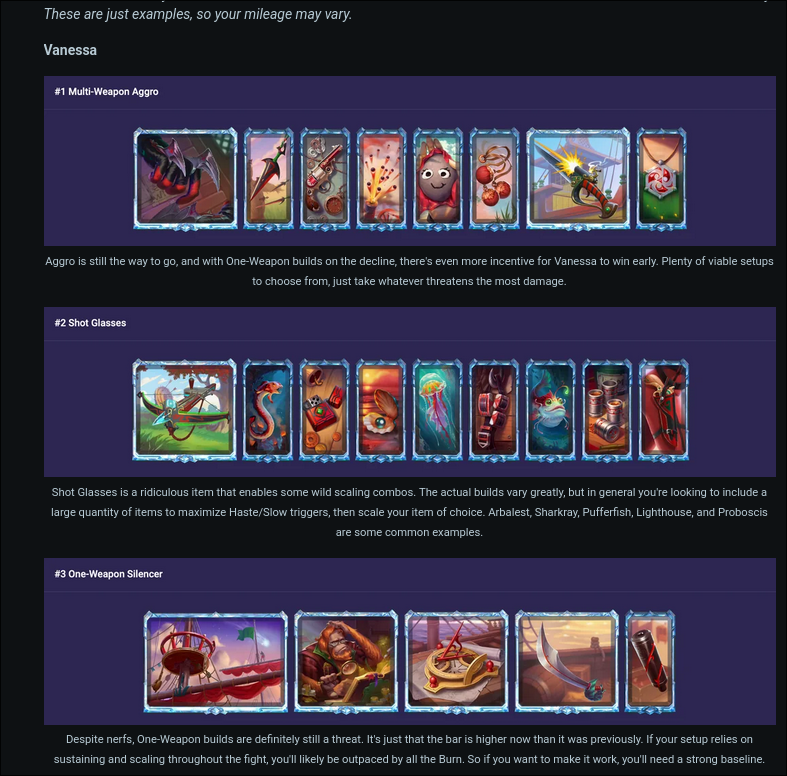 These are just examples, so your mileage may vary.
Vanessa
#1 Multi-Weapon Aggro
Aggro is still the way to go, and with One-Weapon builds on the decline, there's even more incentive for Vanessa to win early. Plenty of viable setups
to choose from, just take whatever threatens the most damage.
#2 Shot Glasses
Shot Glasses is a ridiculous item that enables some wild scaling combos. The actual builds vary greatly, but in general you're looking to include a
large quantity of items to maximize Haste/Slow triggers, then scale your item of choice. Arbalest, Sharkray, Pufferfish, Lighthouse, and Proboscis
are some common examples.
#3 One-Weapon Silencer
Despite nerfs, One-Weapon builds are definitely still a threat. It's just that the bar is higher now than it was previously. If your setup relies on
sustaining and scaling throughout the fight, you'll likely be outpaced by all the Burn. So if you want to make it work, you'll need a strong baseline.